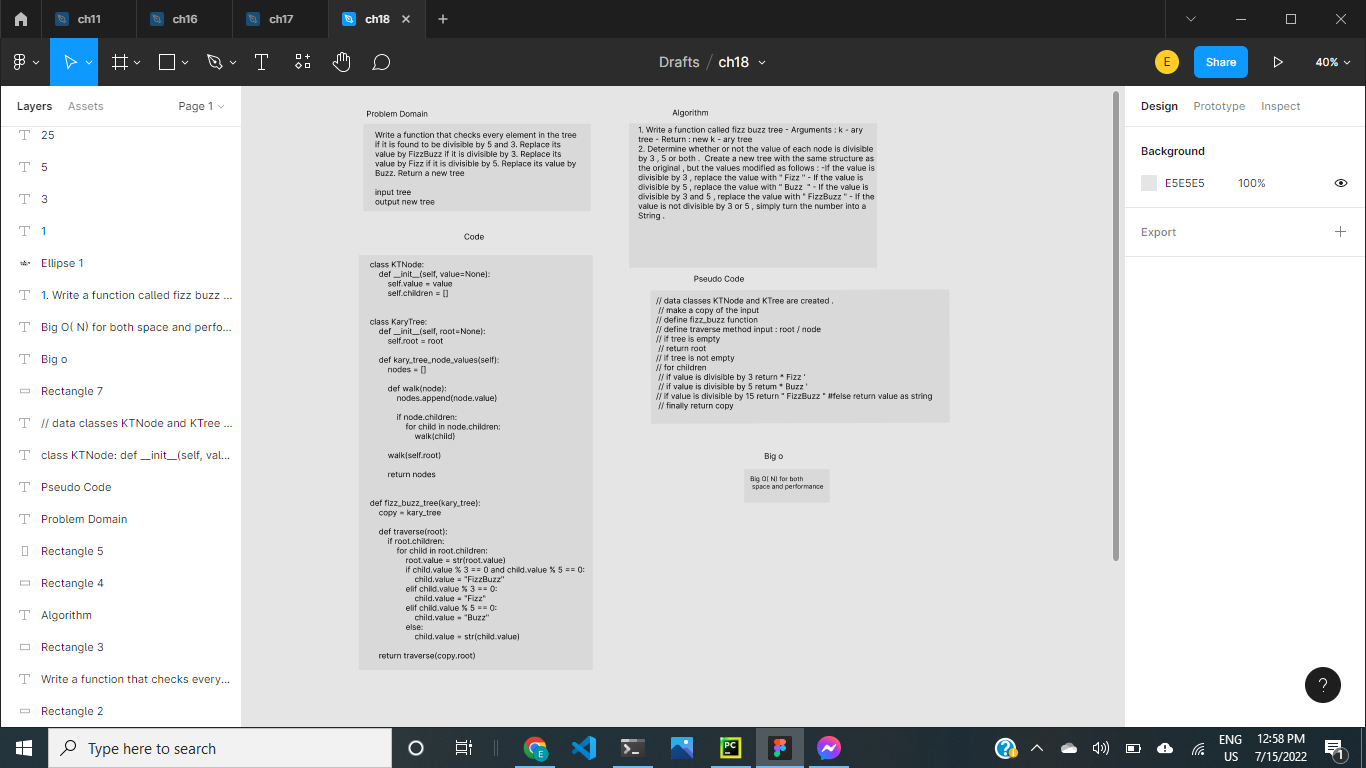 ch11
ch16
ch17
ch18
Drafts / ch18
E
Share
40%
Layers
Assets
Page 1
25
5
3
1
Ellipse 1
1. Write a function called fizz buzz ...
Big O( N) for both space and perfo...
Big o
Rectangle 7
// data classes KTNode and KTree ...
class KTNode: def __init__(self, val...
Pseudo Code
Problem Domain
Rectangle 5
Rectangle 4
Algorithm
Rectangle 3
Write a function that checks every...
Rectangle 2
Problem Domain
Write a function that checks every element in the tree
if it is found to be divisible by 5 and 3. Replace its
value by FizzBuzz if it is divisible by 3. Replace its
value by Fizz if it is divisible by 5. Replace its value by
Buzz. Return a new tree
input tree
output new tree
Code
class KTNode:
def __init__(self, value=None):
self.value = value
self.children = []
class KaryTree:
def __init__(self, root=None):
self.root = root
def kary_tree_node_values(self):
nodes = []
def walk(node):
nodes.append(node.value)
if node.children:
for child in node.children:
walk(child)
walk(self.root)
return nodes
def fizz_buzz_tree(kary_tree):
copy = kary_tree
def traverse(root):
if root.children:
for child in root.children:
root.value = str(root.value)
if child.value % 3 == 0 and child.value % 5 == 0:
child.value = "FizzBuzz"
elif child.value % 3 == 0:
child.value = "Fizz"
elif child.value % 5 == 0:
child.value = "Buzz"
else:
child.value = str(child.value)
return traverse(copy.root)
Algorithm
1. Write a function called fizz buzz tree - Arguments : k - ary
tree - Return : new k - ary tree
2. Determine whether or not the value of each node is divisible
by 3 , 5 or both . Create a new tree with the same structure as
the original , but the values modified as follows : -If the value is
divisible by 3 , replace the value with " Fizz " - If the value is
divisible by 5 , replace the value with " Buzz " - If the value is
divisible by 3 and 5 , replace the value with " FizzBuzz " - If the
value is not divisible by 3 or 5 , simply turn the number into a
String .
Pseudo Code
// data classes KTNode and KTree are created .
// make a copy of the input
// define fizz_buzz function
// define traverse method input : root / node
// if tree is empty
// return root
// if tree is not empty
// for children
// if value is divisible by 3 return * Fizz '
// if value is divisible by 5 retum * Buzz '
// if value is divisible by 15 return " FizzBuzz " #felse return value as string
// finally return copy
Big o
Big O( N) for both
space and performance
Design
Prototype
Inspect
Background
E5E5E5
100%
Export
?
Type here to search
ENG
US
12:58 PM
7/15/2022
1